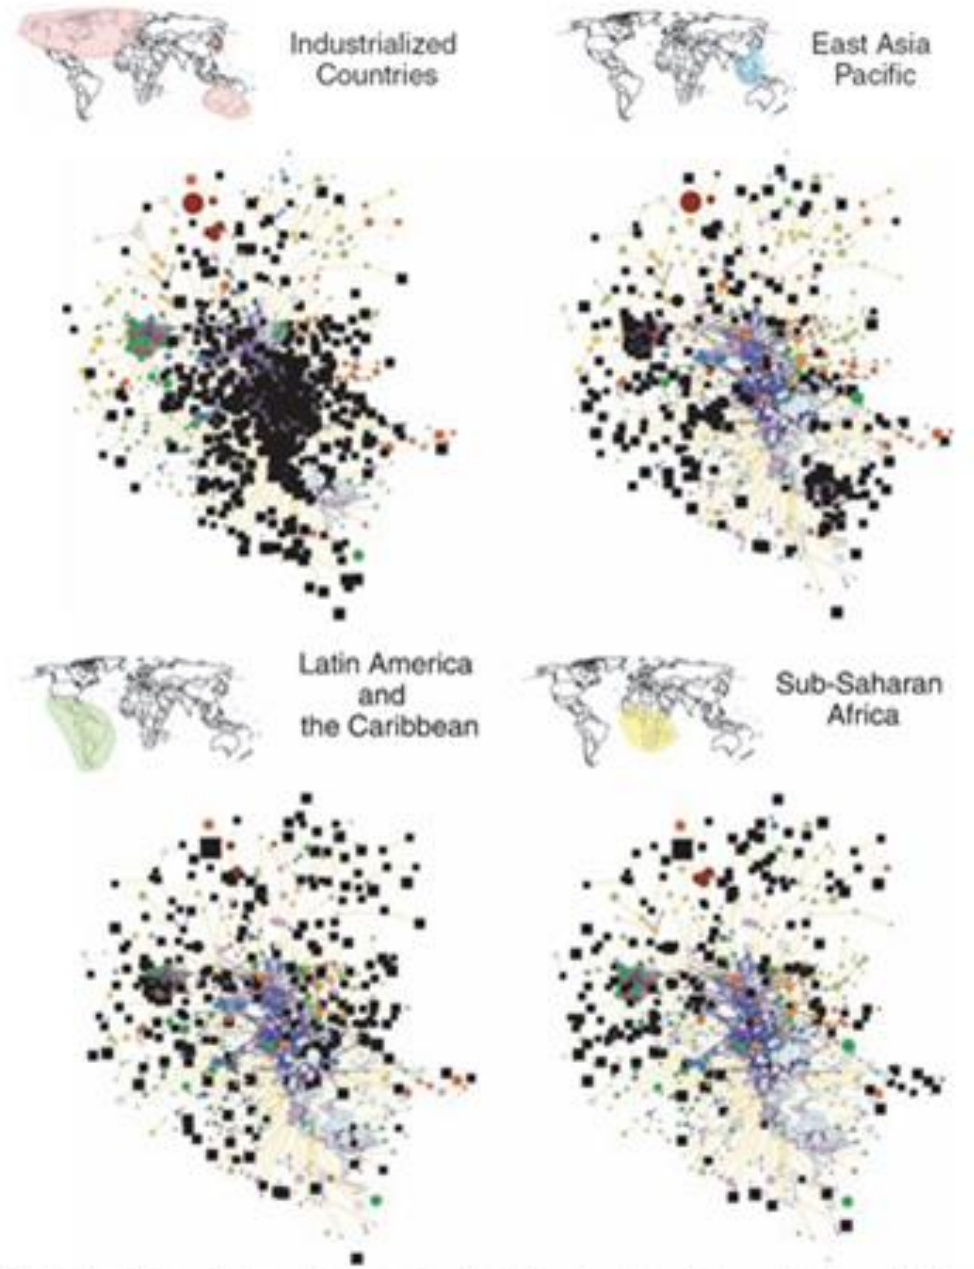 Industrialized
Countries
East Asia
Pacific
Latin America
and
the Caribbean
Sub-Saharan
Africa